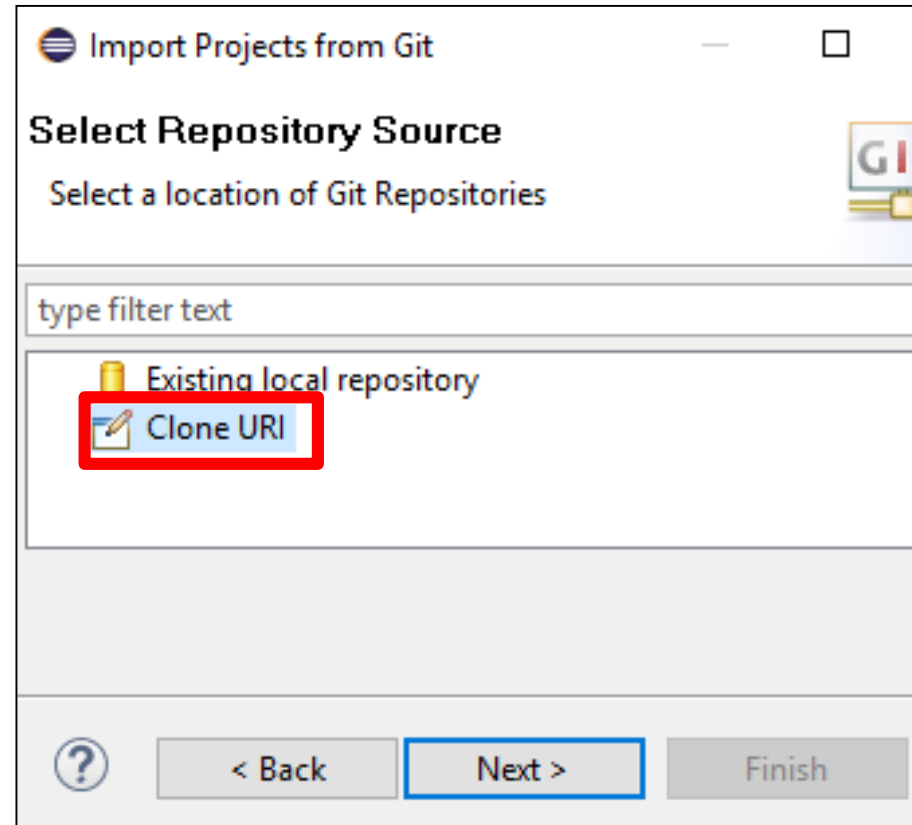 Import Projects from Git
Select Repository Source
Select a location of Git Repositories
GI
type filter text
Existing local repository
Clone URI
?
< Back
Next >
Finish